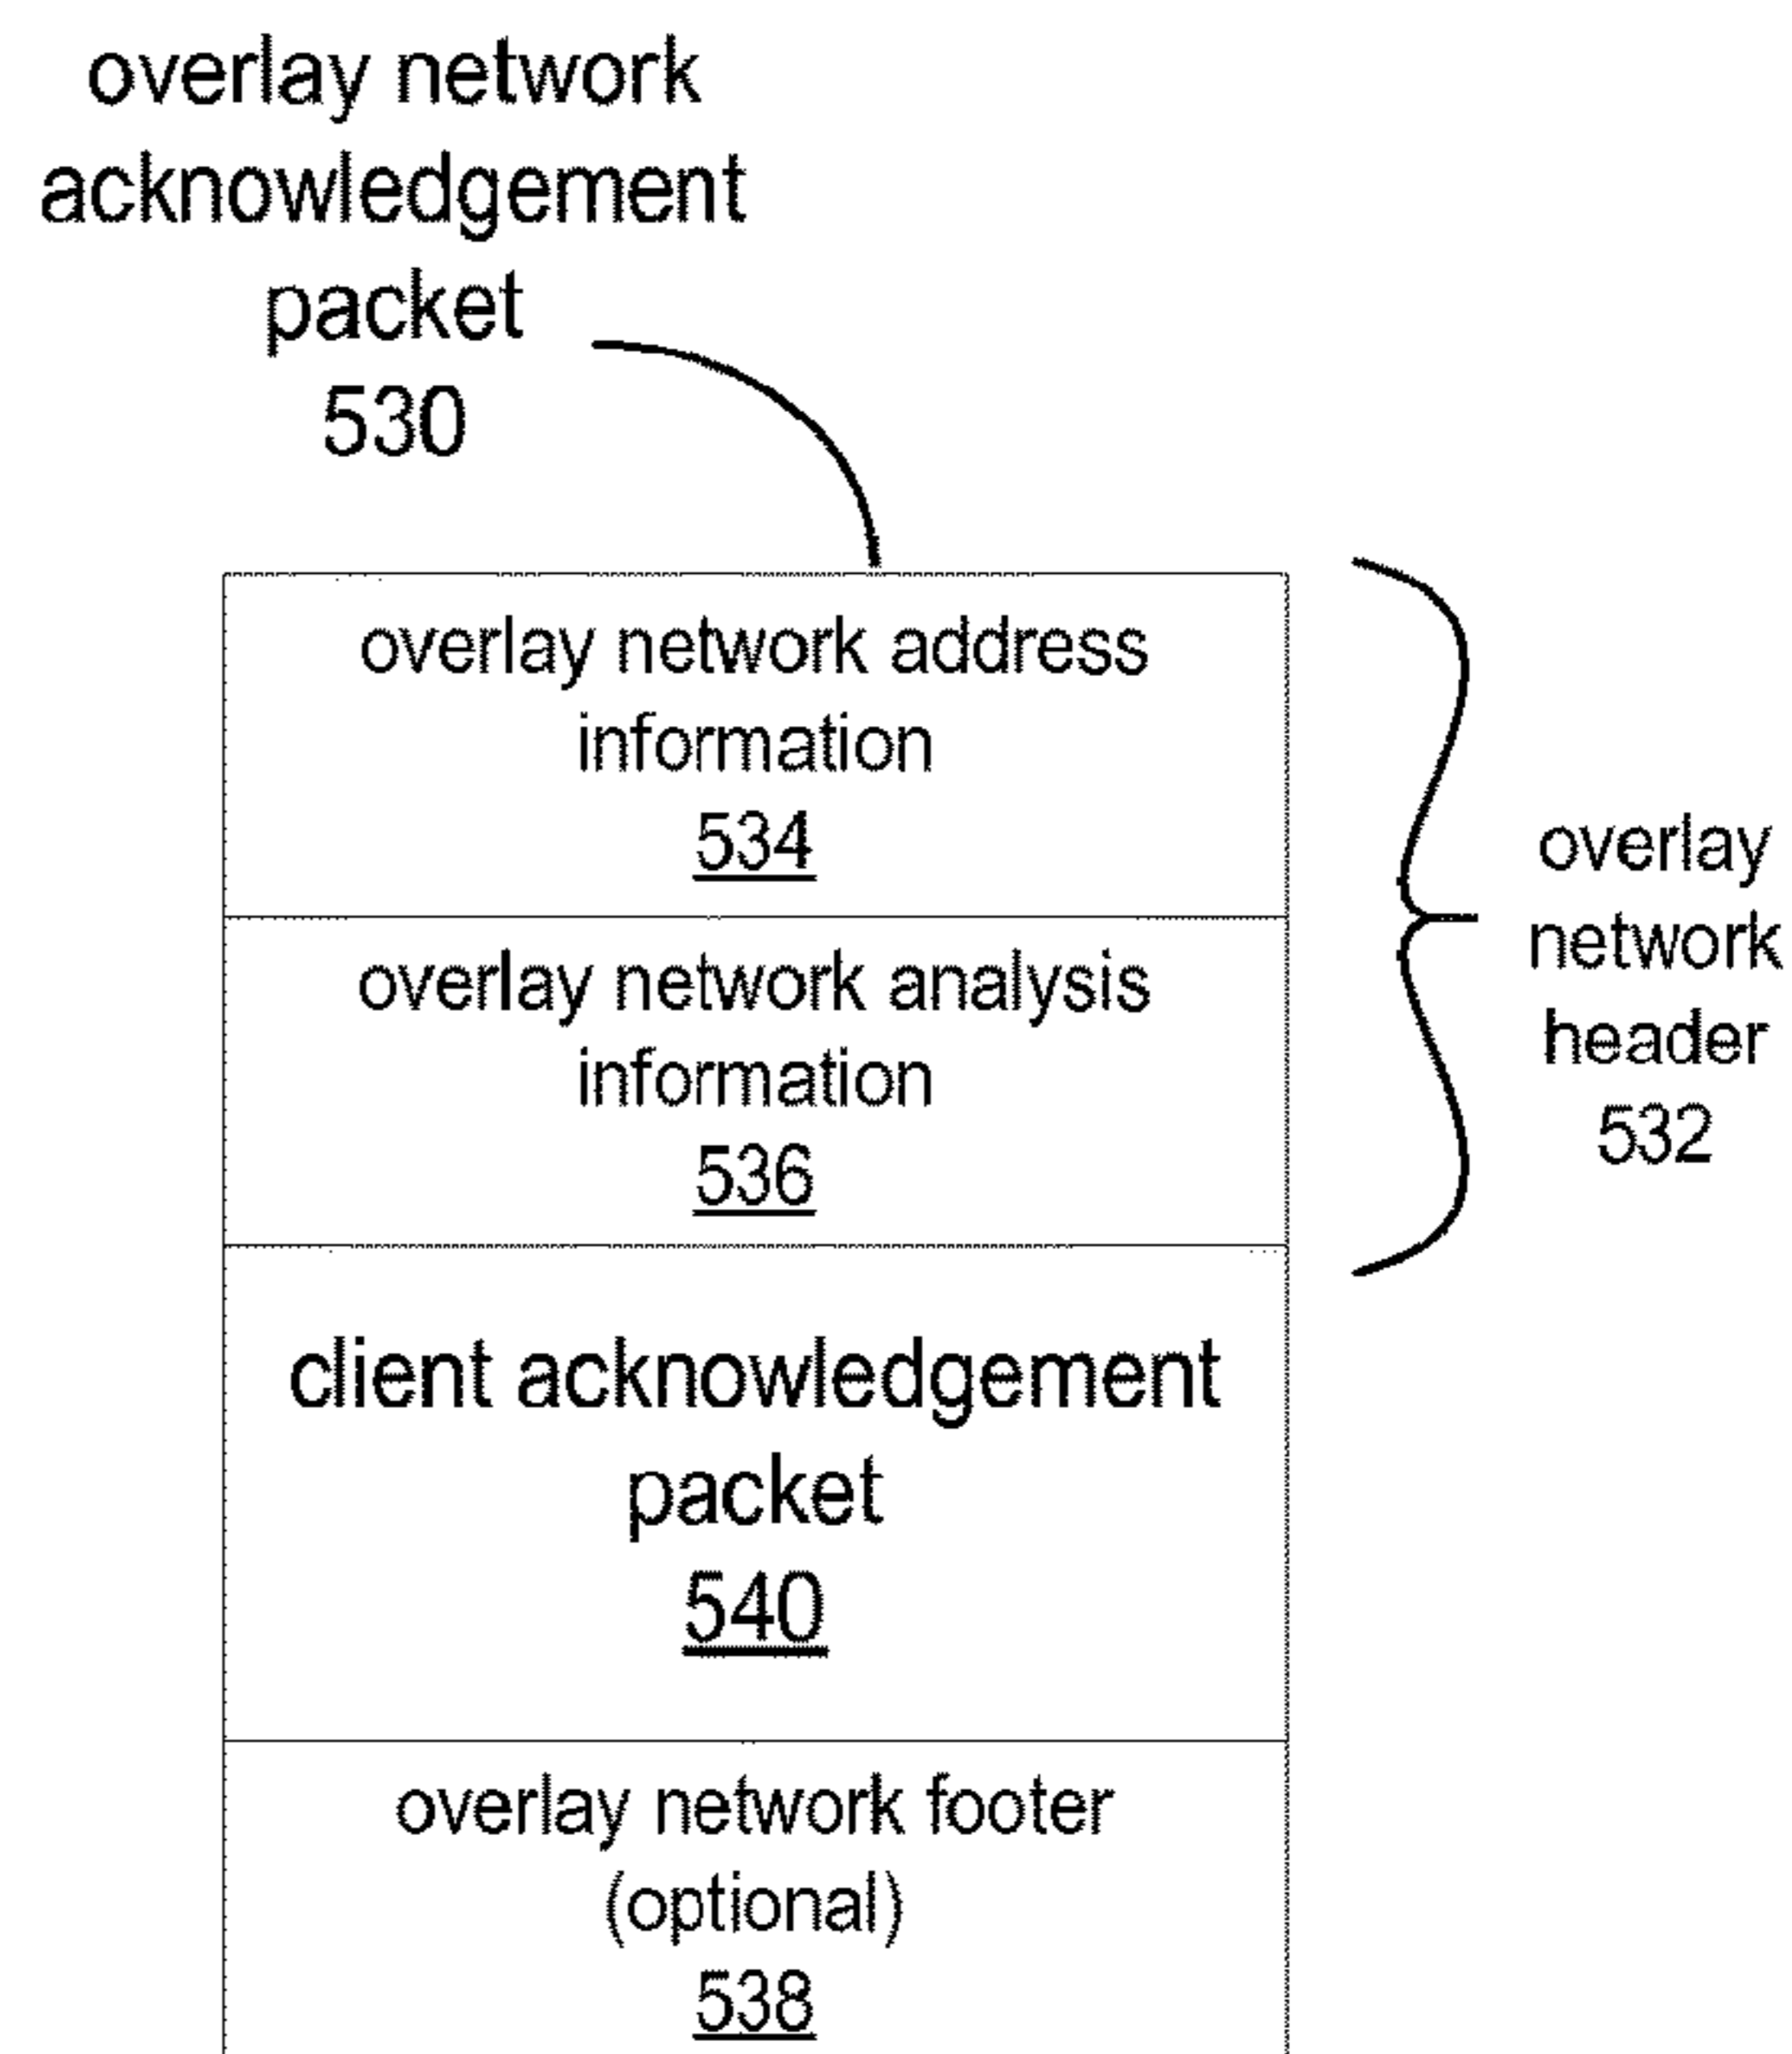 overlay network
acknowledgement
packet
530
overlay network address
information
534
overlay network analysis
information
536
overlay
network
header
532
client acknowledgement
packet
540
overlay network footer
(optional)
538